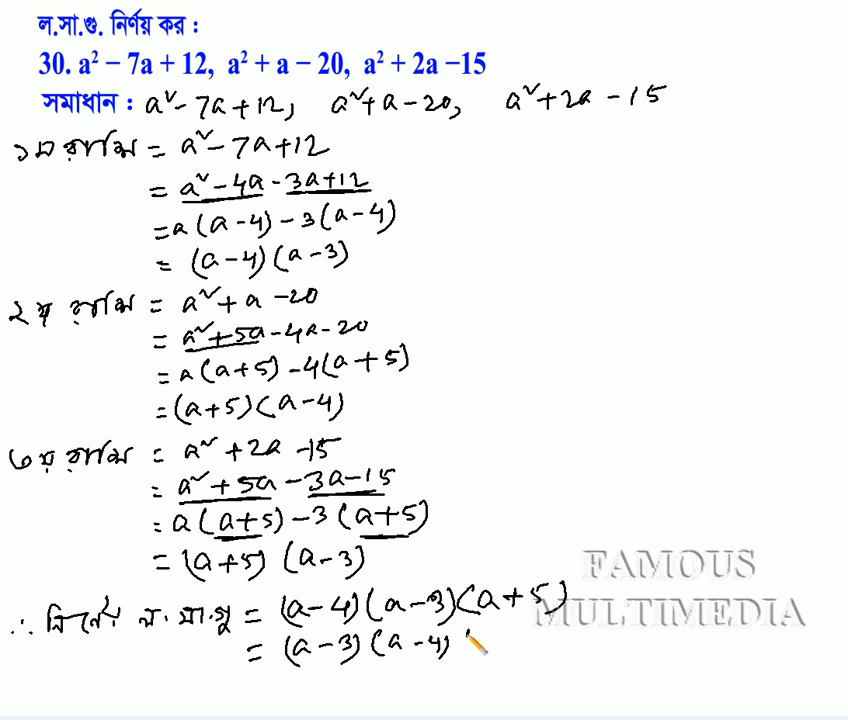 ল.সা.গু. নির্ণয় কর :
30. a² − 7a + 12, a² + a − 20, a² + 2a −15
সমাধান : a² - 7a + 12, a² + a - 20, a² + 2a - 15
১ম রাশি = a² - 7a + 12
= a² - 4a - 3a + 12
= a (a - 4) - 3 (a - 4)
= (a - 4) (a - 3)
২য় রাশি = a² + a - 20
= a² + 5a - 4a - 20
= a (a + 5) - 4 (a + 5)
= (a + 5) (a - 4)
৩য় রাশি = a² + 2a - 15
= a² + 5a - 3a - 15
= a (a + 5) - 3 (a + 5)
= (a + 5) (a - 3)
∴ নির্ণেয় ল.সা.গু = (a - 4) (a - 3) (a + 5)
= (a - 3) (a - 4)
FAMOUS
MULTIMEDIA